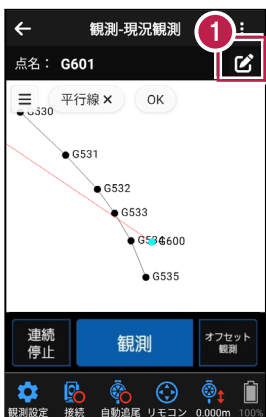 観測-現況観測
1
点名： G601
平行線 ×
OK
G530
G531
G532
G533
G534
G600
G535
連続
停止
観測
オフセット
観測
観測設定
接続
自動追尾
リモコン
0.000m
100%